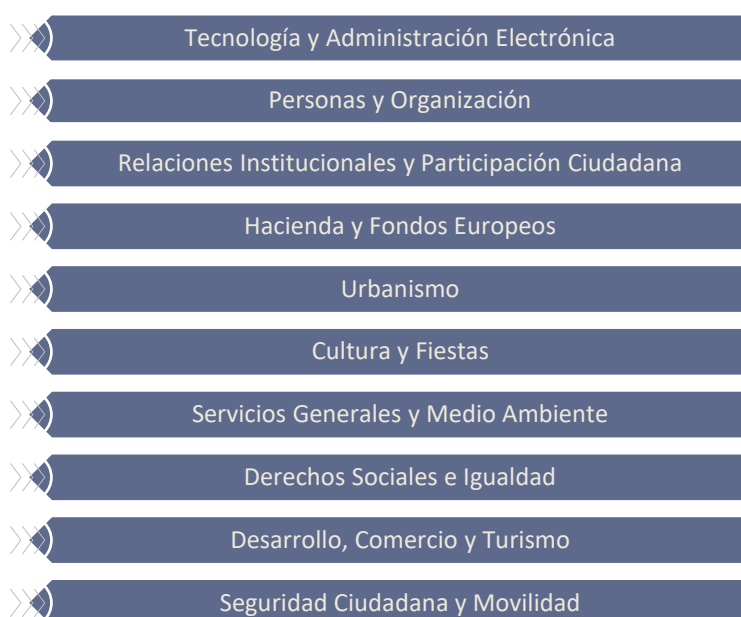 Tecnología y Administración Electrónica
Personas y Organización
Relaciones Institucionales y Participación Ciudadana
Hacienda y Fondos Europeos
Urbanismo
Cultura y Fiestas
Servicios Generales y Medio Ambiente
Derechos Sociales e Igualdad
Desarrollo, Comercio y Turismo
Seguridad Ciudadana y Movilidad